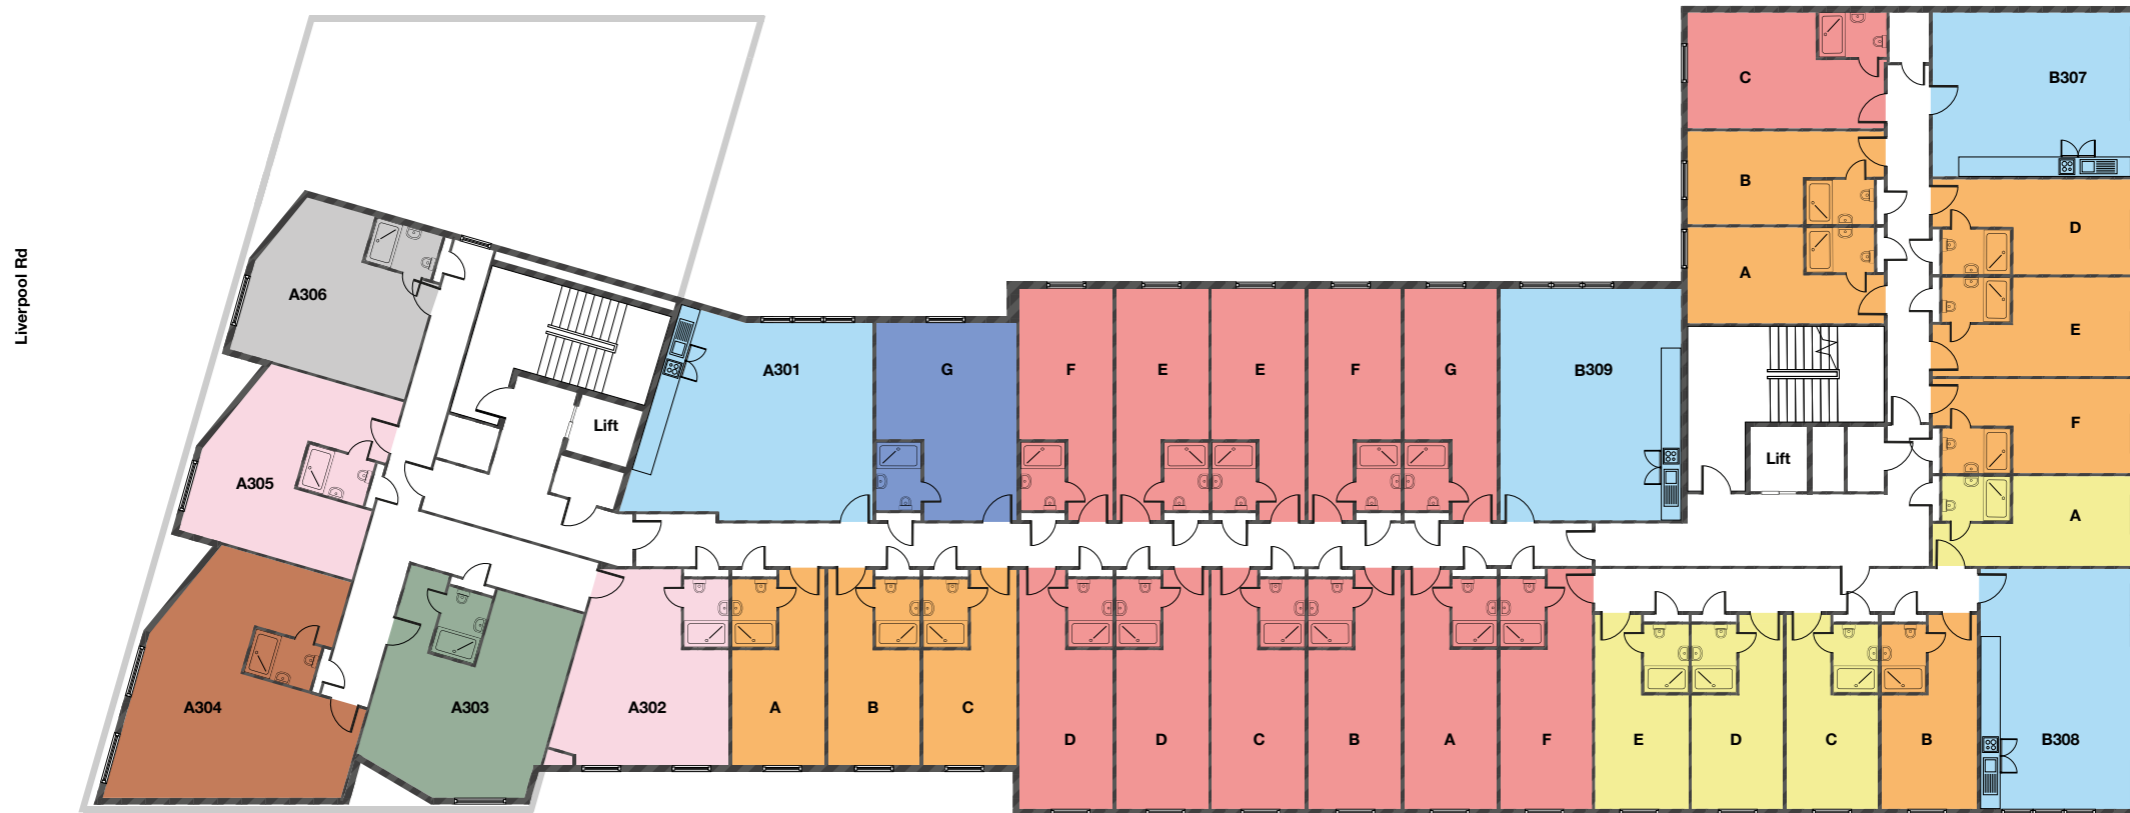 Liverpool Rd
C
B307
B
A
D
E
F
A
A306
A305
A304
A303
A302
Lift
A301
G
F
E
E
F
G
B309
Lift
A
B
C
D
D
C
B
A
F
E
D
C
B
B308